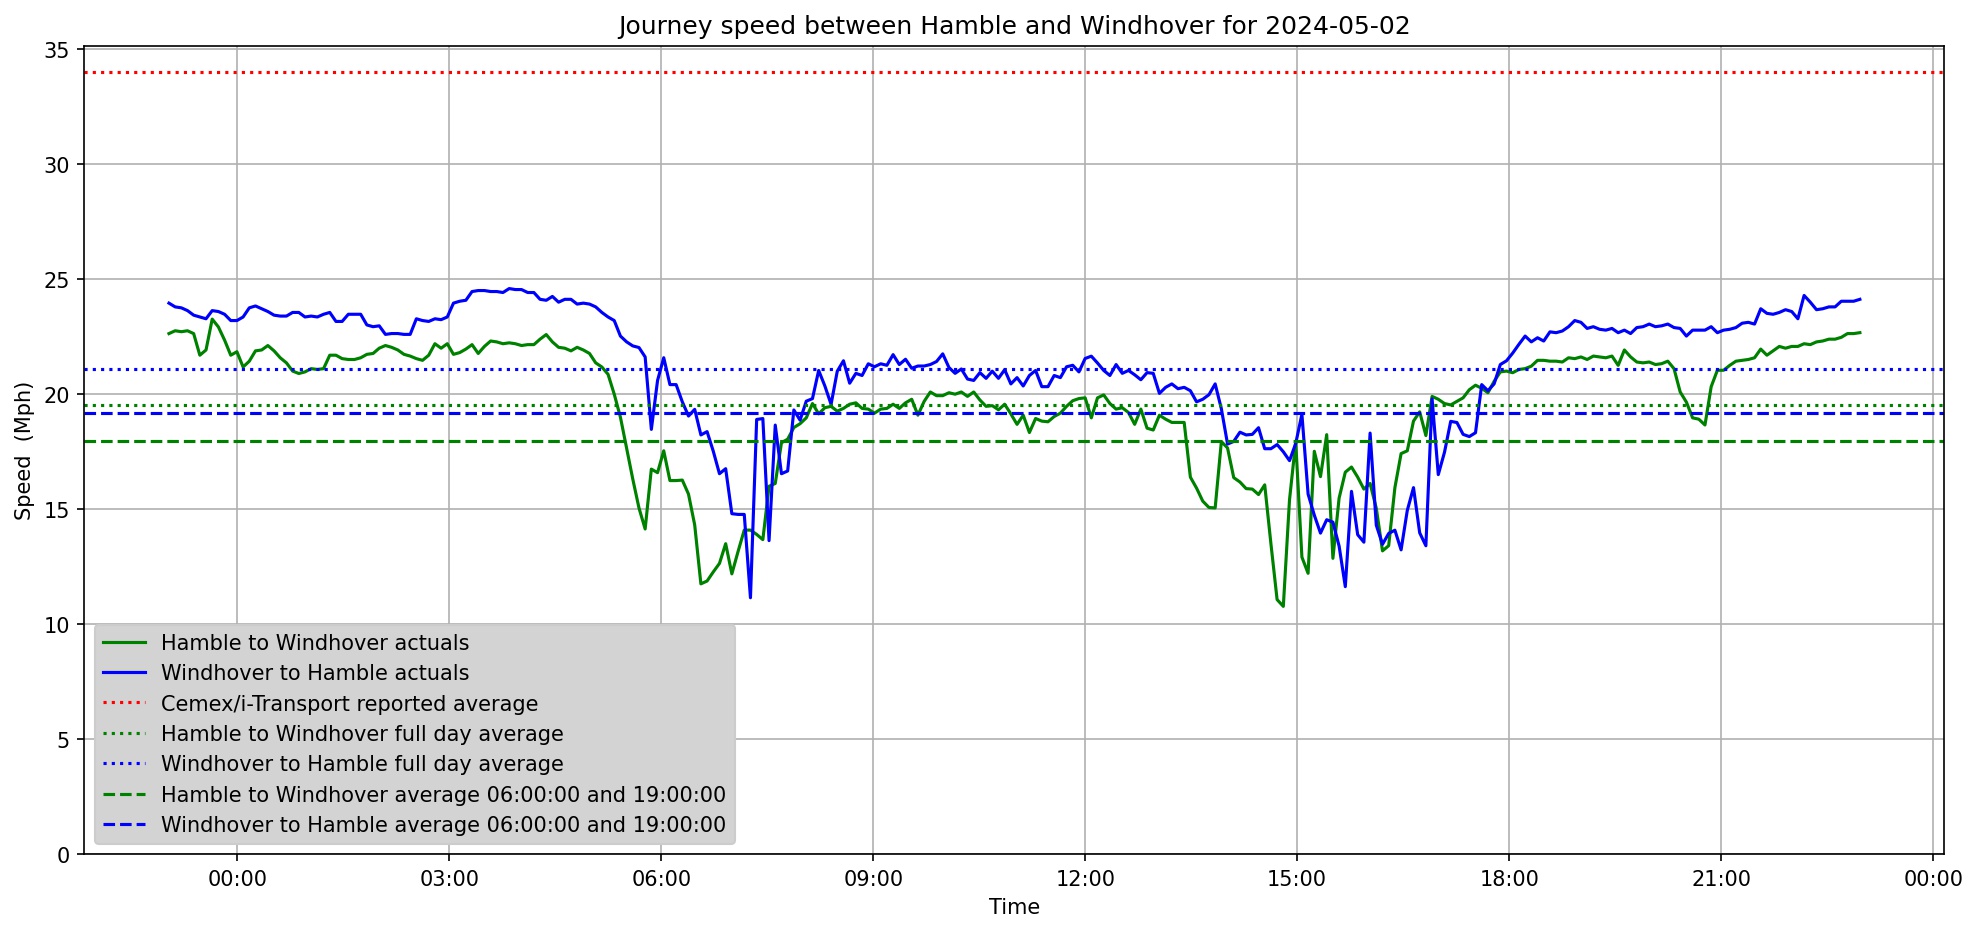 Journey speed between Hamble and Windhover for 2024-05-02
35
30
25
20
15
10
5
0
Speed (Mph)
Hamble to Windhover actuals
Windhover to Hamble actuals
Cemex/i-Transport reported average
Hamble to Windhover full day average
Windhover to Hamble full day average
Hamble to Windhover average 06:00:00 and 19:00:00
Windhover to Hamble average 06:00:00 and 19:00:00
00:00 03:00 06:00 09:00 12:00 15:00 18:00 21:00 00:00
Time